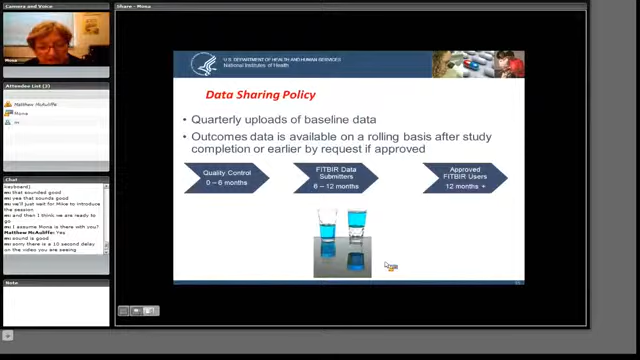 Camera and Voice
Share - Mona
Mona
Attendee List (3)
Matthew McAuliffe
Mona
m
Chat
keyboard)
m: that sounded good
m: yea that sounds good
m: we'll just wait for Mike to introduce
the session
m: and then I think we are ready to
go
m: I assume Mona is there with you?
Matthew McAuliffe: Yes
m: sound is good
m: sorry there is a 10 second delay
on the video you are seeing
Note
U.S. DEPARTMENT OF HEALTH AND HUMAN SERVICES
National Institutes of Health
Data Sharing Policy
• Quarterly uploads of baseline data
• Outcomes data is available on a rolling basis after study
completion or earlier by request if approved
Quality Control
0 – 6 months
FITBIR Data
Submitters
6 – 12 months
Approved
FITBIR Users
12 months +